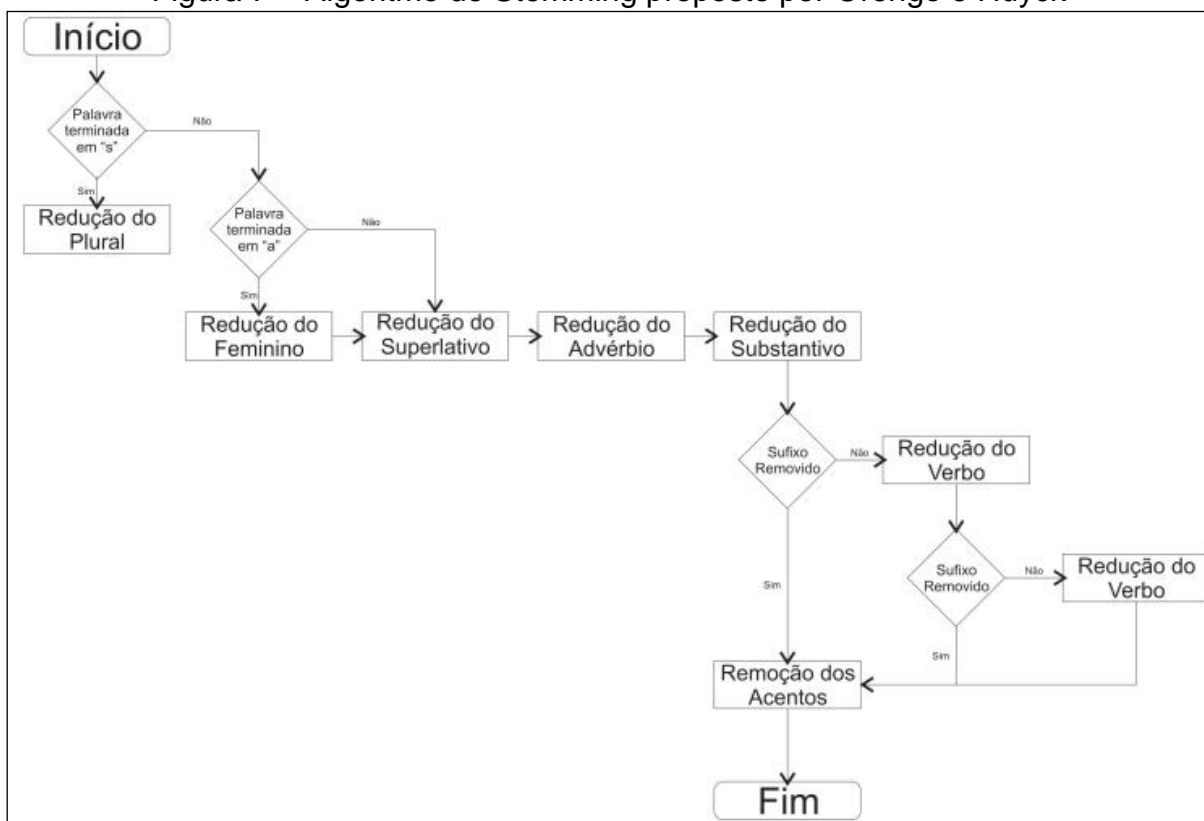 Início
Palavra
terminada
em “s”
Não
Sim
Redução do
Plural
Palavra
terminada
em “a”
Não
Sim
Redução do
Feminino
Redução do
Superlativo
Redução do
Advérbio
Redução do
Substantivo
Sufixo
Removido
Não
Redução do
Verbo
Sim
Sufixo
Removido
Não
Redução do
Verbo
Sim
Remoção dos
Acentos
Fim